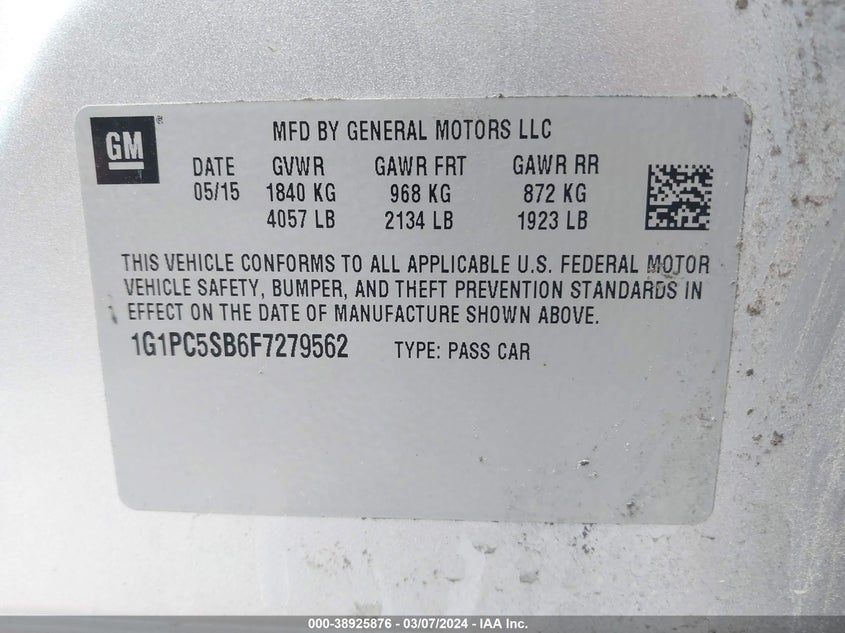 GM®
MFD BY GENERAL MOTORS LLC
DATE GVWR GAWR FRT GAWR RR
05/15 1840 KG 968 KG 872 KG
4057 LB 2134 LB 1923 LB
THIS VEHICLE CONFORMS TO ALL APPLICABLE U.S. FEDERAL MOTOR
VEHICLE SAFETY, BUMPER, AND THEFT PREVENTION STANDARDS IN
EFFECT ON THE DATE OF MANUFACTURE SHOWN ABOVE.
1G1PC5SB6F7279562 TYPE: PASS CAR
000-38925876 - 03/07/2024 - IAA Inc.